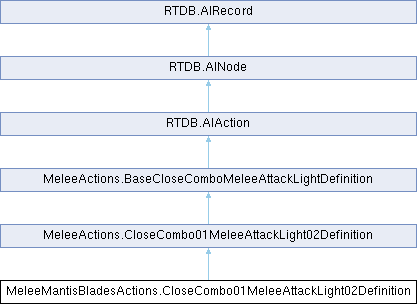 RTDB.AIRecord
RTDB.AINode
RTDB.AIAction
MeleeActions.BaseCloseComboMeleeAttackLightDefinition
MeleeActions.CloseCombo01MeleeAttackLight02Definition
MeleeMantisBladesActions.CloseCombo01MeleeAttackLight02Definition